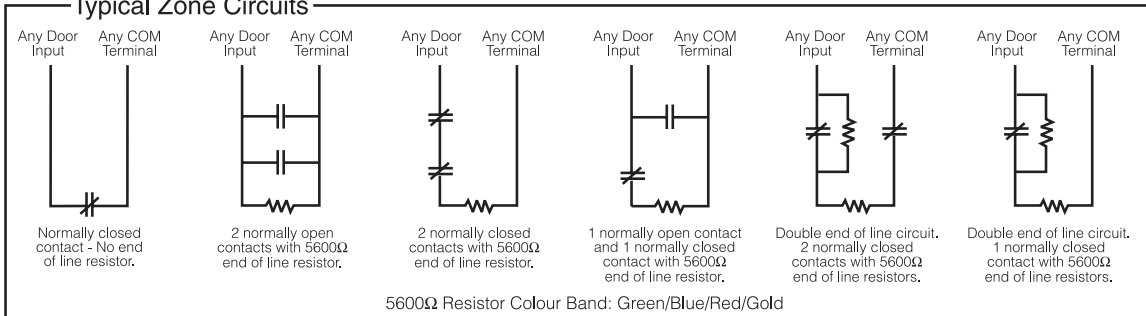 Typical Zone Circuits
Any Door Input
Any COM Terminal
Normally closed
contact - No end
of line resistor.
Any Door Input
Any COM Terminal
2 normally open
contacts with 5600Ω
end of line resistor.
Any Door Input
Any COM Terminal
2 normally closed
contacts with 5600Ω
end of line resistor.
Any Door Input
Any COM Terminal
1 normally open contact
and 1 normally closed
contact with 5600Ω
end of line resistor.
Any Door Input
Any COM Terminal
Double end of line circuit.
2 normally closed
contacts with 5600Ω
end of line resistors.
Any Door Input
Any COM Terminal
Double end of line circuit.
1 normally closed
contact with 5600Ω
end of line resistors.
5600Ω Resistor Colour Band: Green/Blue/Red/Gold